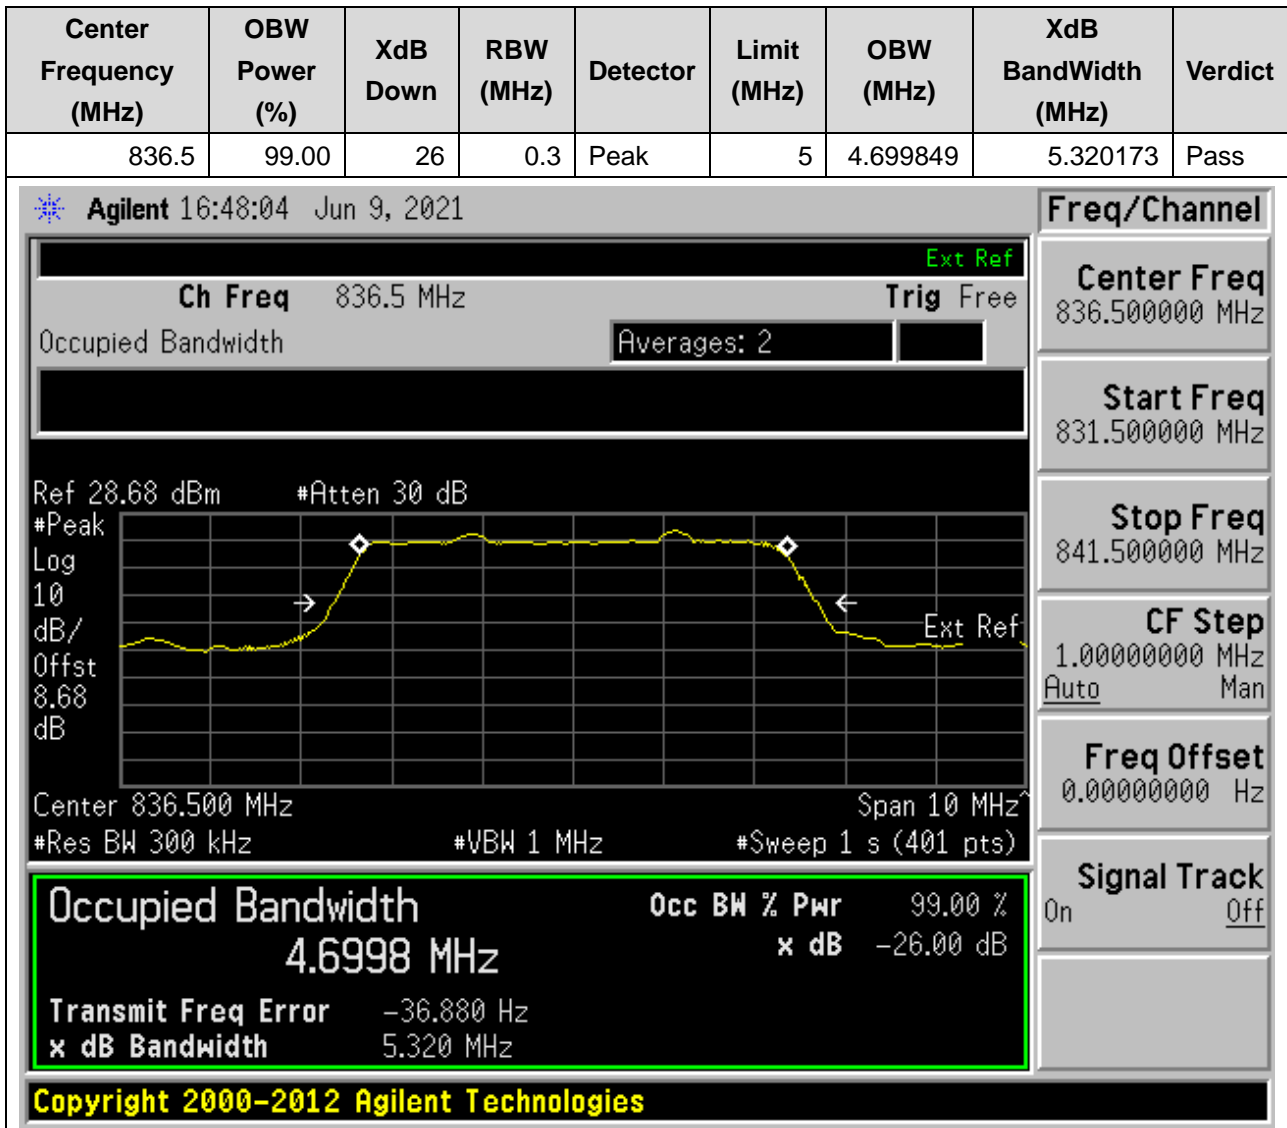 Center Frequency (MHz) OBW Power (%) XdB Down RBW (MHz) Detector Limit (MHz) OBW (MHz) XdB BandWidth (MHz) Verdict
836.5 99.00 26 0.3 Peak 5 4.699849 5.320173 Pass
Agilent 16:48:04 Jun 9, 2021
Freq/Channel
Ext Ref
Ch Freq 836.5 MHz Trig Free
Occupied Bandwidth Averages: 2
Center Freq
836.500000 MHz
Start Freq
831.500000 MHz
Ref 28.68 dBm #Atten 30 dB
#Peak
Log
10
dB/
Offst
8.68
dB
Ext Ref
Stop Freq
841.500000 MHz
CF Step
1.00000000 MHz
Auto Man
Freq Offset
0.00000000 Hz
Center 836.500 MHz Span 10 MHz^
#Res BW 300 kHz #VBW 1 MHz #Sweep 1 s (401 pts)
Signal Track
On Off
Occupied Bandwidth Occ BW % Pwr 99.00 %
4.6998 MHz x dB -26.00 dB
Transmit Freq Error -36.880 Hz
x dB Bandwidth 5.320 MHz
Copyright 2000-2012 Agilent Technologies